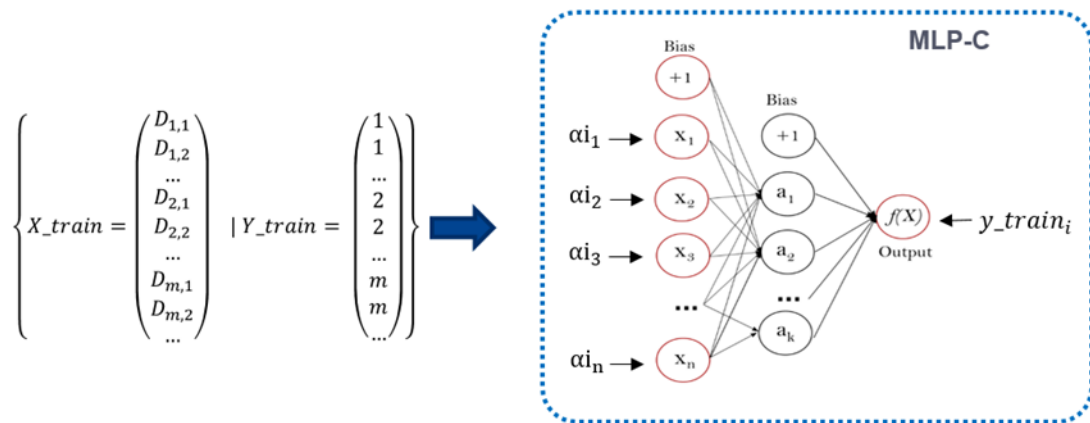 MLP-C
{X_train = (D1,1 D1,2 ... D2,1 D2,2 ... Dm,1 Dm,2 ...) | Y_train = (1 1 ... 2 2 ... m m ...)}
Bias
+1
Bias
+1
αi1
x1
αi2
x2
a1
f(X)
y_traini
Output
αi3
x3
a2
...
...
ak
αin
xn